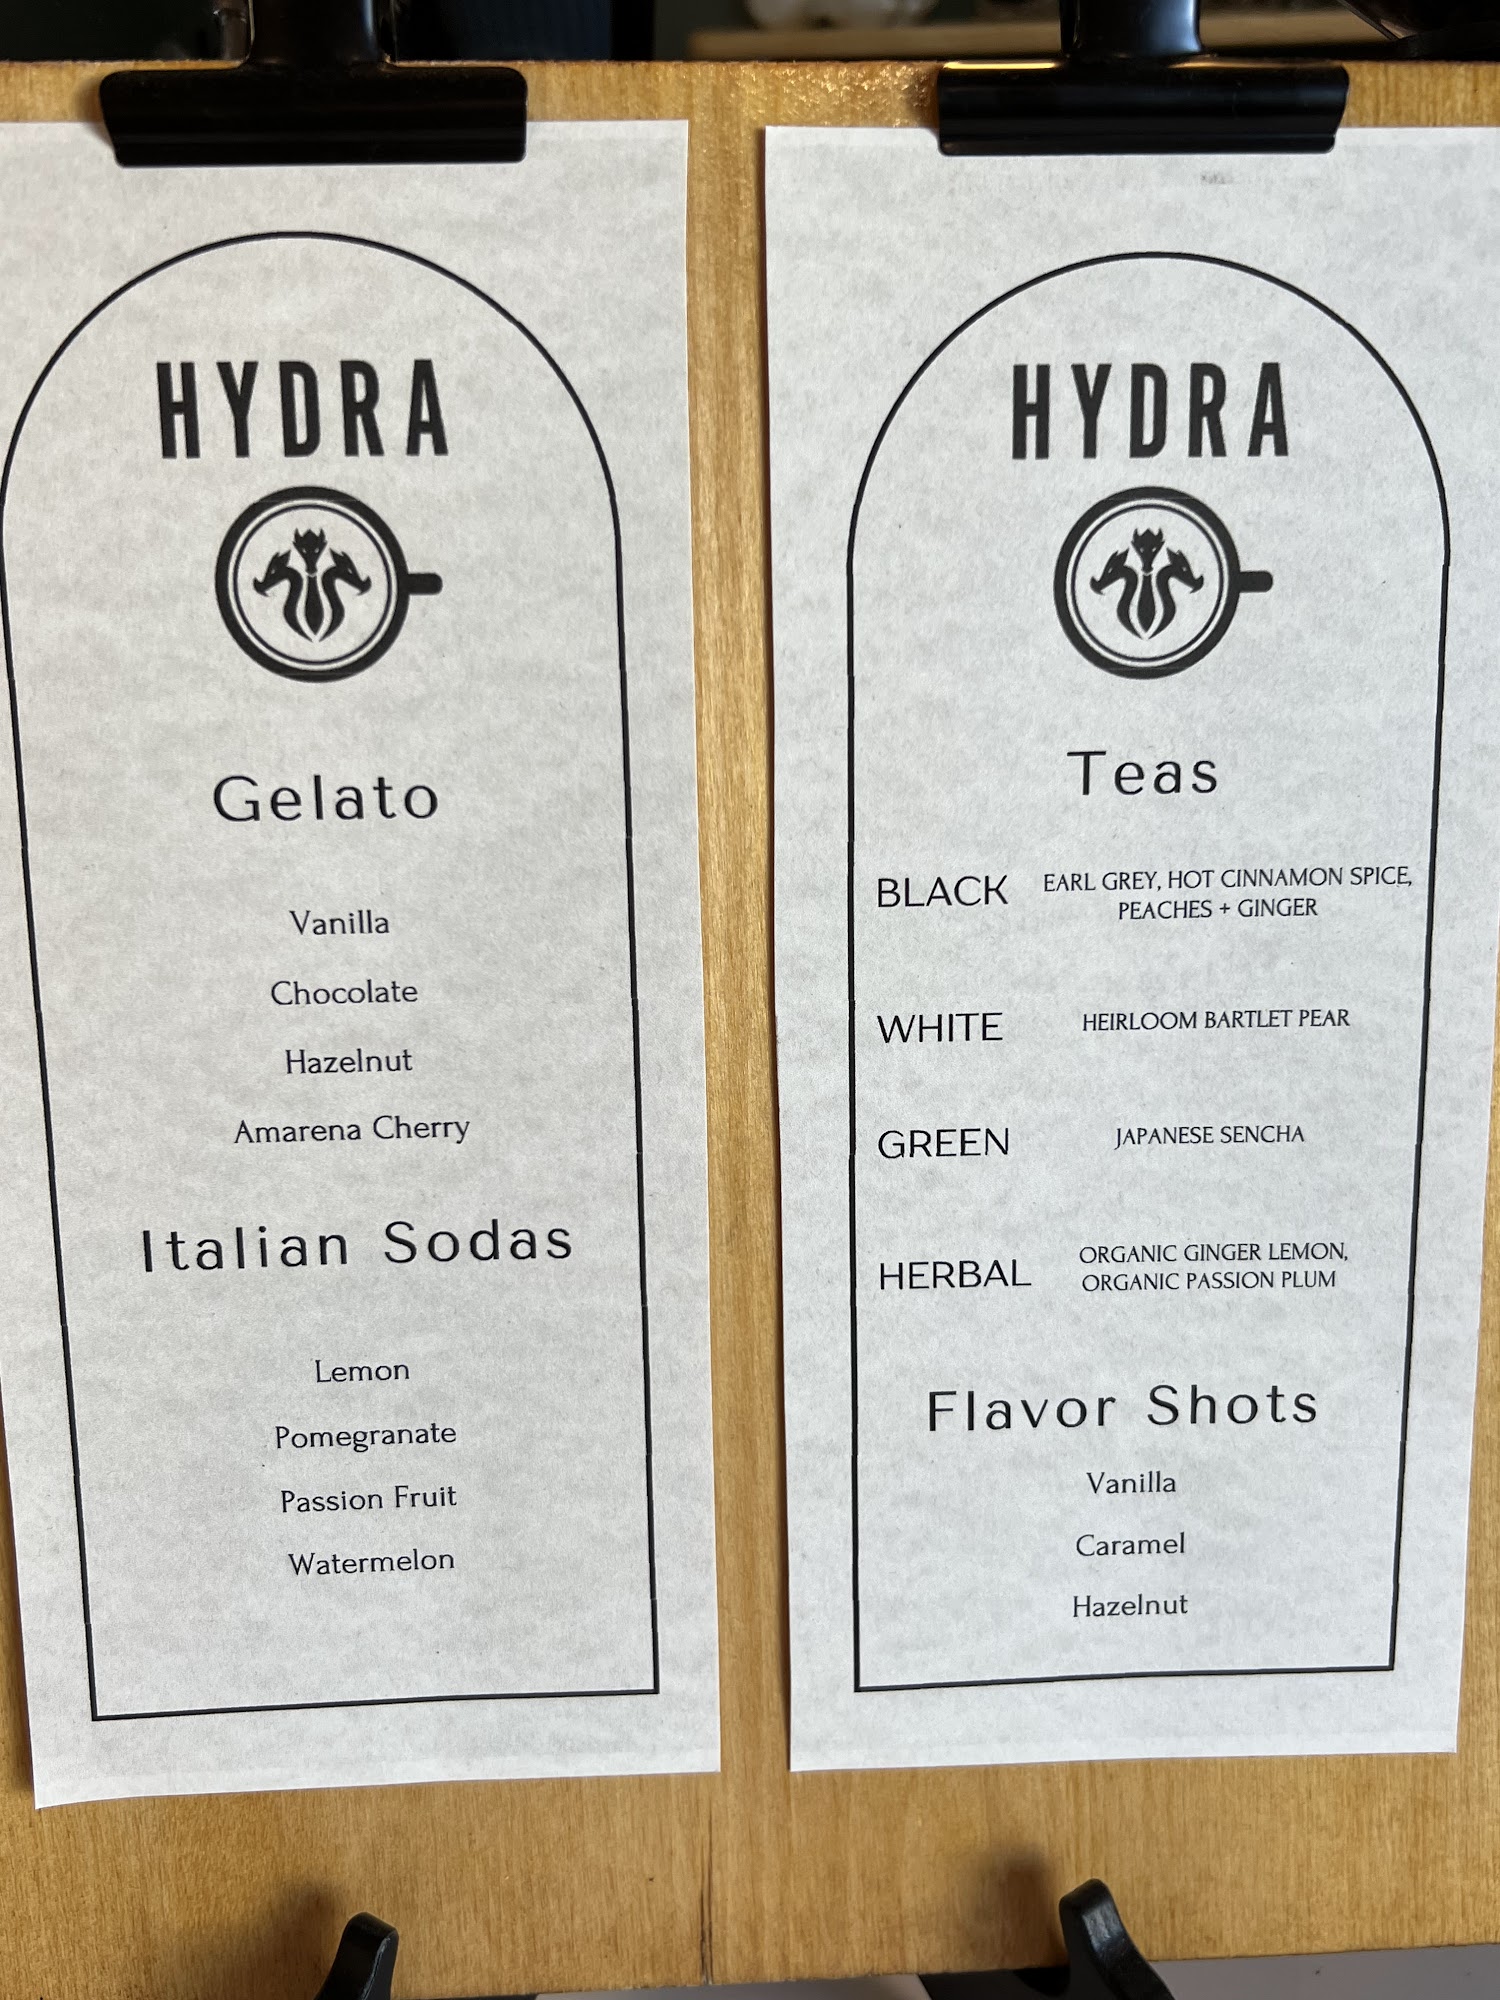 HYDRA
Gelato
Vanilla
Chocolate
Hazelnut
Amarena Cherry
Italian Sodas
Lemon
Pomegranate
Passion Fruit
Watermelon
HYDRA
Teas
BLACK EARL GREY, HOT CINNAMON SPICE,
PEACHES + GINGER
WHITE HEIRLOOM BARTLET PEAR
GREEN JAPANESE SENCHA
HERBAL ORGANIC GINGER LEMON,
ORGANIC PASSION PLUM
Flavor Shots
Vanilla
Caramel
Hazelnut